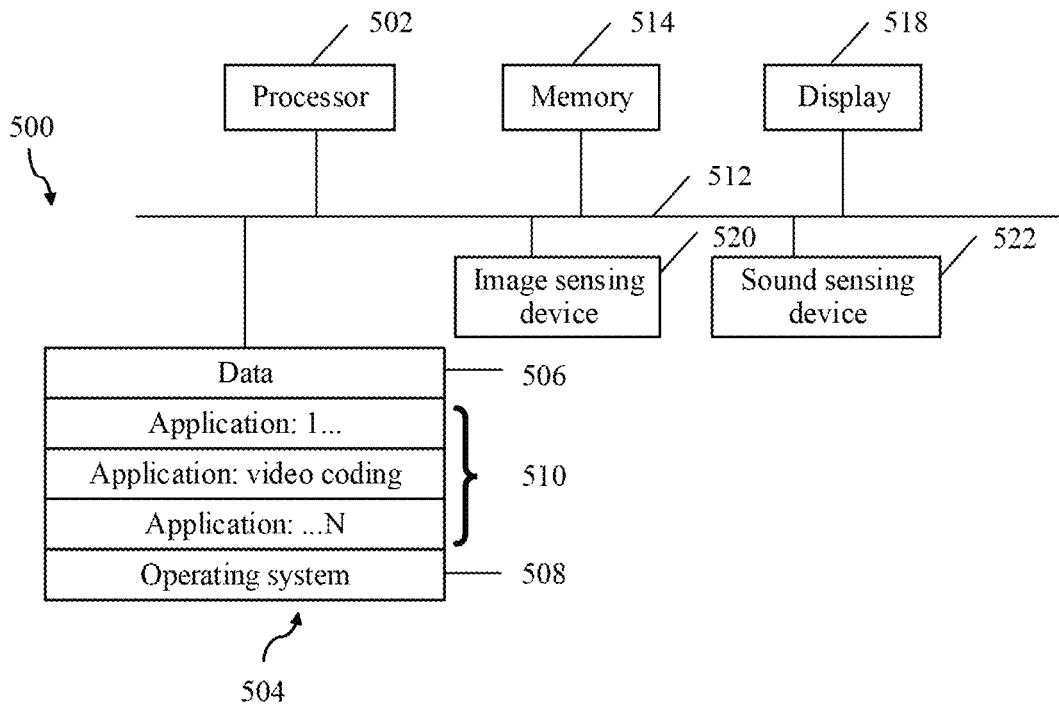 502
514
518
Processor
Memory
Display
500
512
520
522
Image sensing
device
Sound sensing
device
Data
506
Application: 1...
Application: video coding
510
Application: ...N
Operating system
508
504